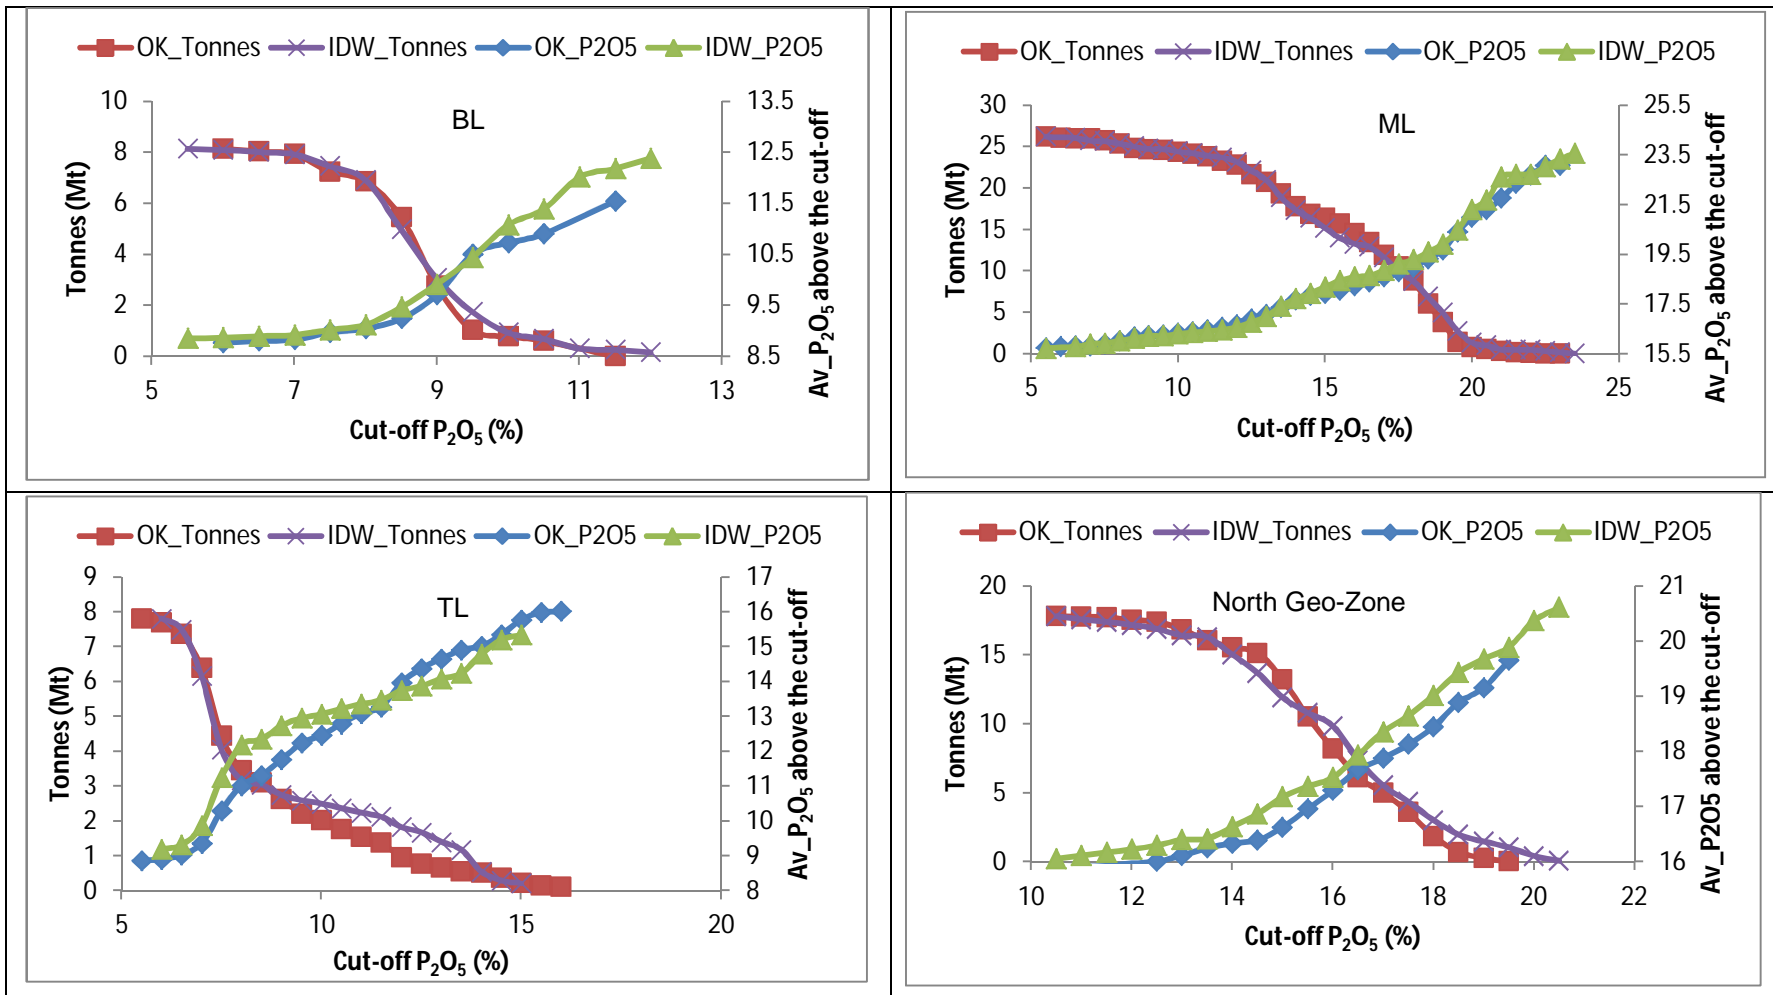 OK_Tonnes IDW_Tonnes OK_P2O5 IDW_P2O5
BL
10
8
6
4
2
0
13.5
12.5
11.5
10.5
9.5
8.5
5 7 9 11 13
Tonnes (Mt)
Av_P₂O₅ above the cut-off
Cut-off P₂O₅ (%)
OK_Tonnes IDW_Tonnes OK_P2O5 IDW_P2O5
ML
30
25
20
15
10
5
0
25.5
23.5
21.5
19.5
17.5
15.5
5 10 15 20 25
Tonnes (Mt)
Av_P₂O₅ above the cut-off
Cut-off P₂O₅ (%)
OK_Tonnes IDW_Tonnes OK_P2O5 IDW_P2O5
TL
9
8
7
6
5
4
3
2
1
0
17
16
15
14
13
12
11
10
9
8
5 10 15 20
Tonnes (Mt)
Av_P₂O₅ above the cut-off
Cut-off P₂O₅ (%)
OK_Tonnes IDW_Tonnes OK_P2O5 IDW_P2O5
North Geo-Zone
20
15
10
5
0
21
20
19
18
17
16
10 12 14 16 18 20 22
Tonnes (Mt)
Av_P2O5 above the cut-off
Cut-off P₂O₅ (%)